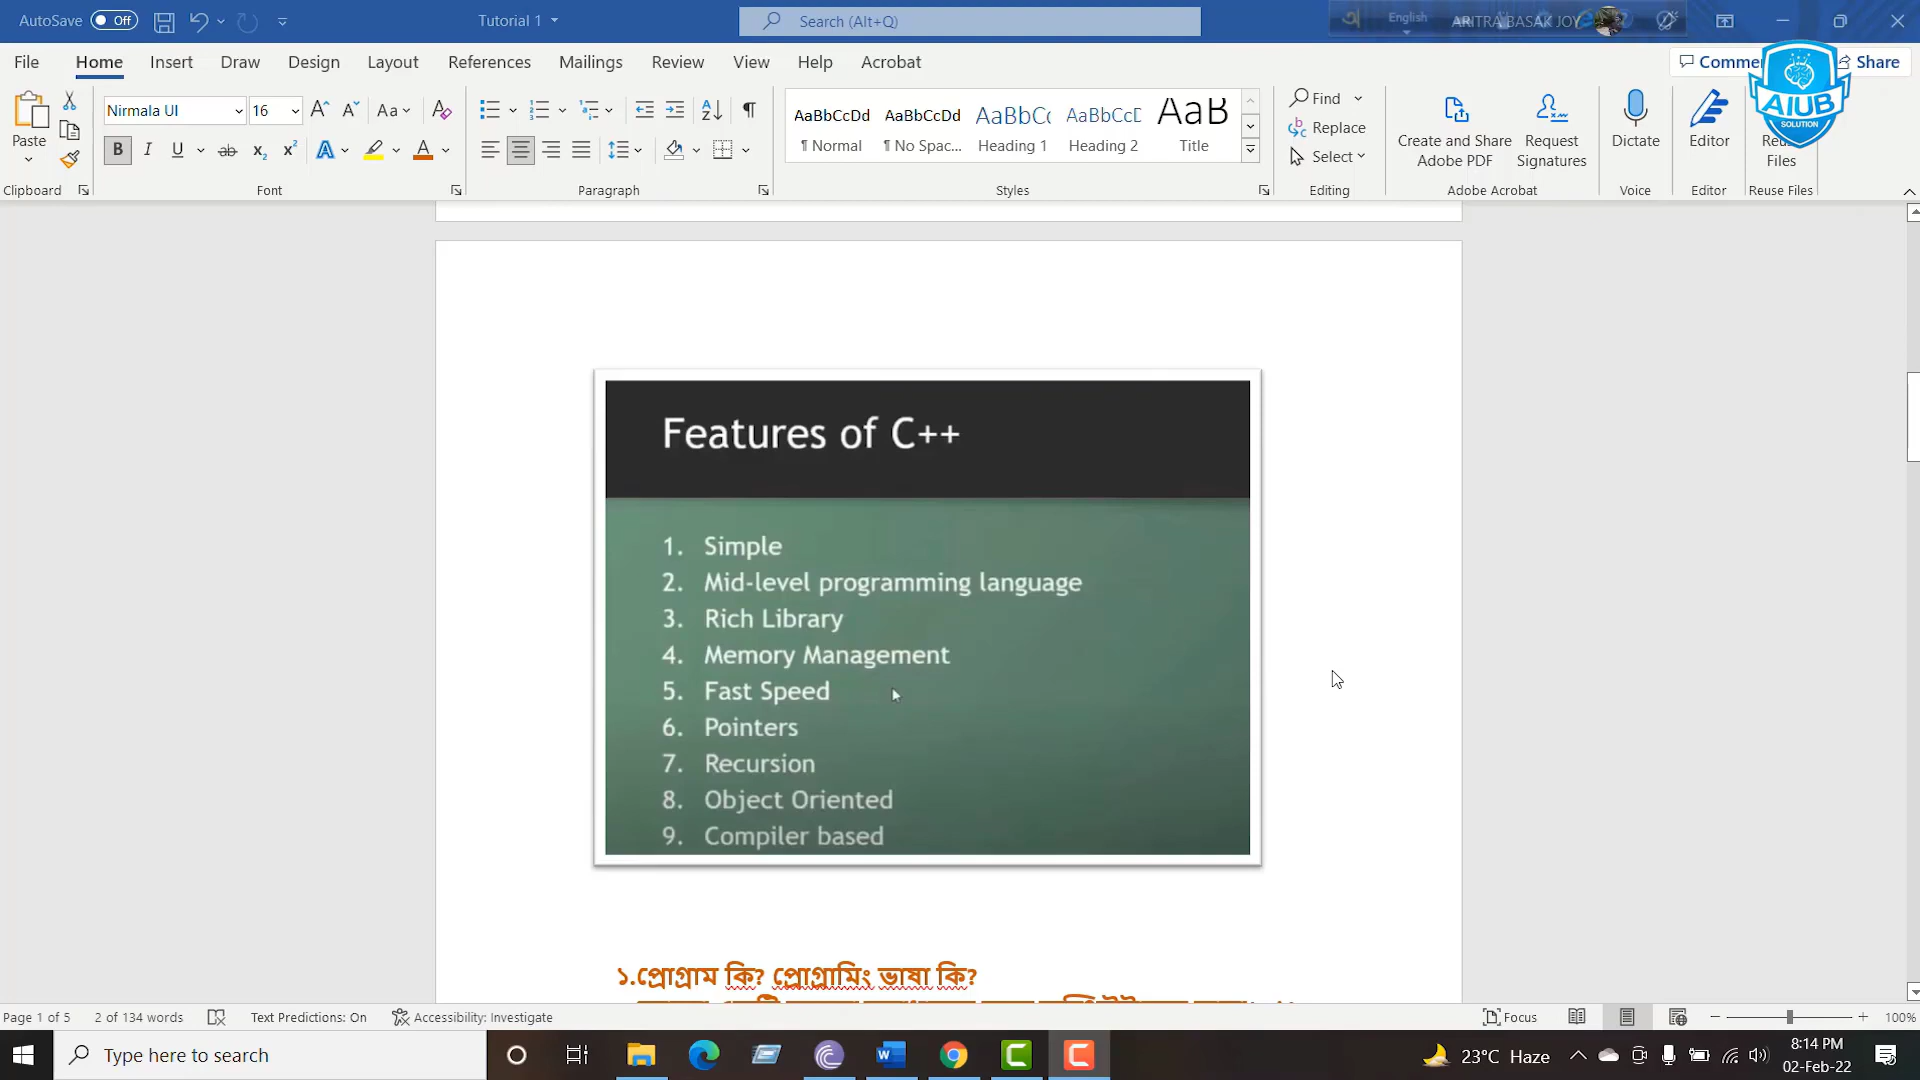 AutoSave Off Tutorial 1 Search (Alt+Q) English ARITRA BASAK JOY
File Home Insert Draw Design Layout References Mailings Review View Help Acrobat Share
AIUB
SOLUTION
Nirmala UI 16 Aa
Paste
Find
Replace
Select
AaBbCcDd AaBbCcDd AaBbCc AaBbCcD AaB
¶ Normal ¶ No Spac... Heading 1 Heading 2 Title
Create and Share
Adobe PDF
Request
Signatures
Dictate
Editor
Files
Clipboard Font Paragraph Styles Editing Adobe Acrobat Voice Editor Reuse Files
Features of C++
1. Simple
2. Mid-level programming language
3. Rich Library
4. Memory Management
5. Fast Speed
6. Pointers
7. Recursion
8. Object Oriented
9. Compiler based
১.প্রোগ্রাম কি? প্রোগ্রামিং ভাষা কি?
Page 1 of 5 2 of 134 words Text Predictions: On Accessibility: Investigate Focus 100%
Type here to search 23°C Haze 8:14 PM
02-Feb-22